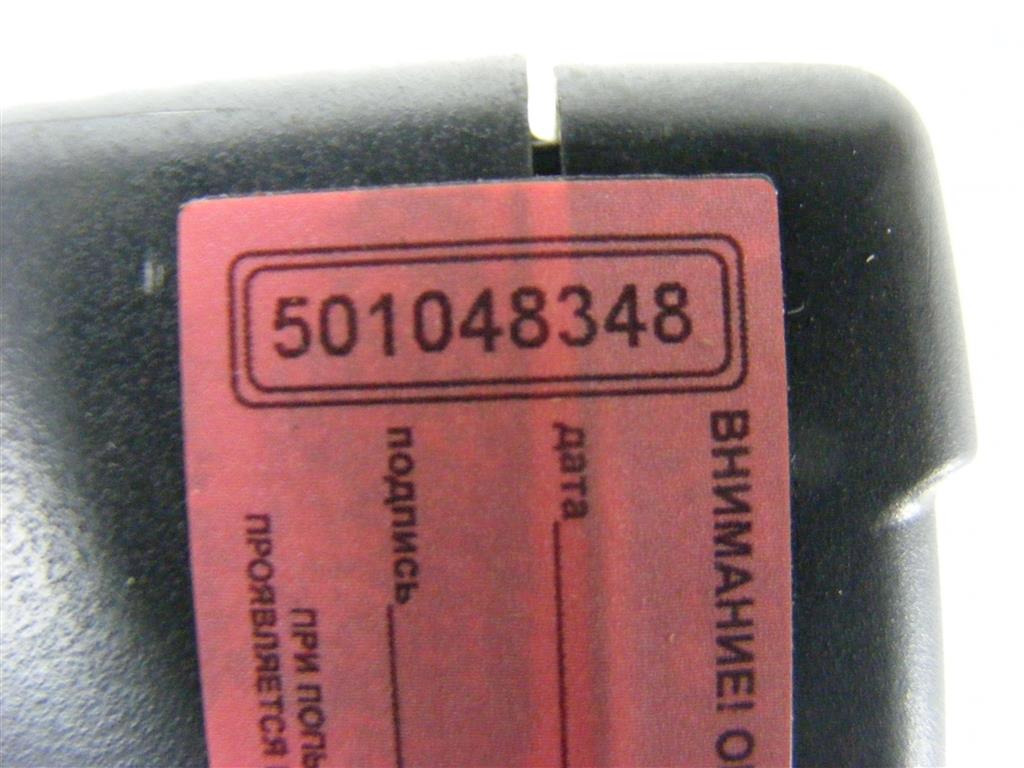 501048348
ВНИМАНИЕ!
дата
подпись
ПРИ
ПРОЯВЛЯЕТСЯ